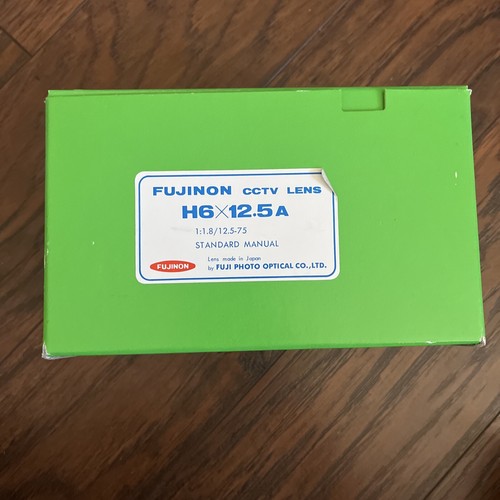 FUJINON CCTV LENS
H6×12.5A
1:1.8/12.5-75
STANDARD MANUAL
Lens made in Japan
FUJINON by FUJI PHOTO OPTICAL CO.,LTD.